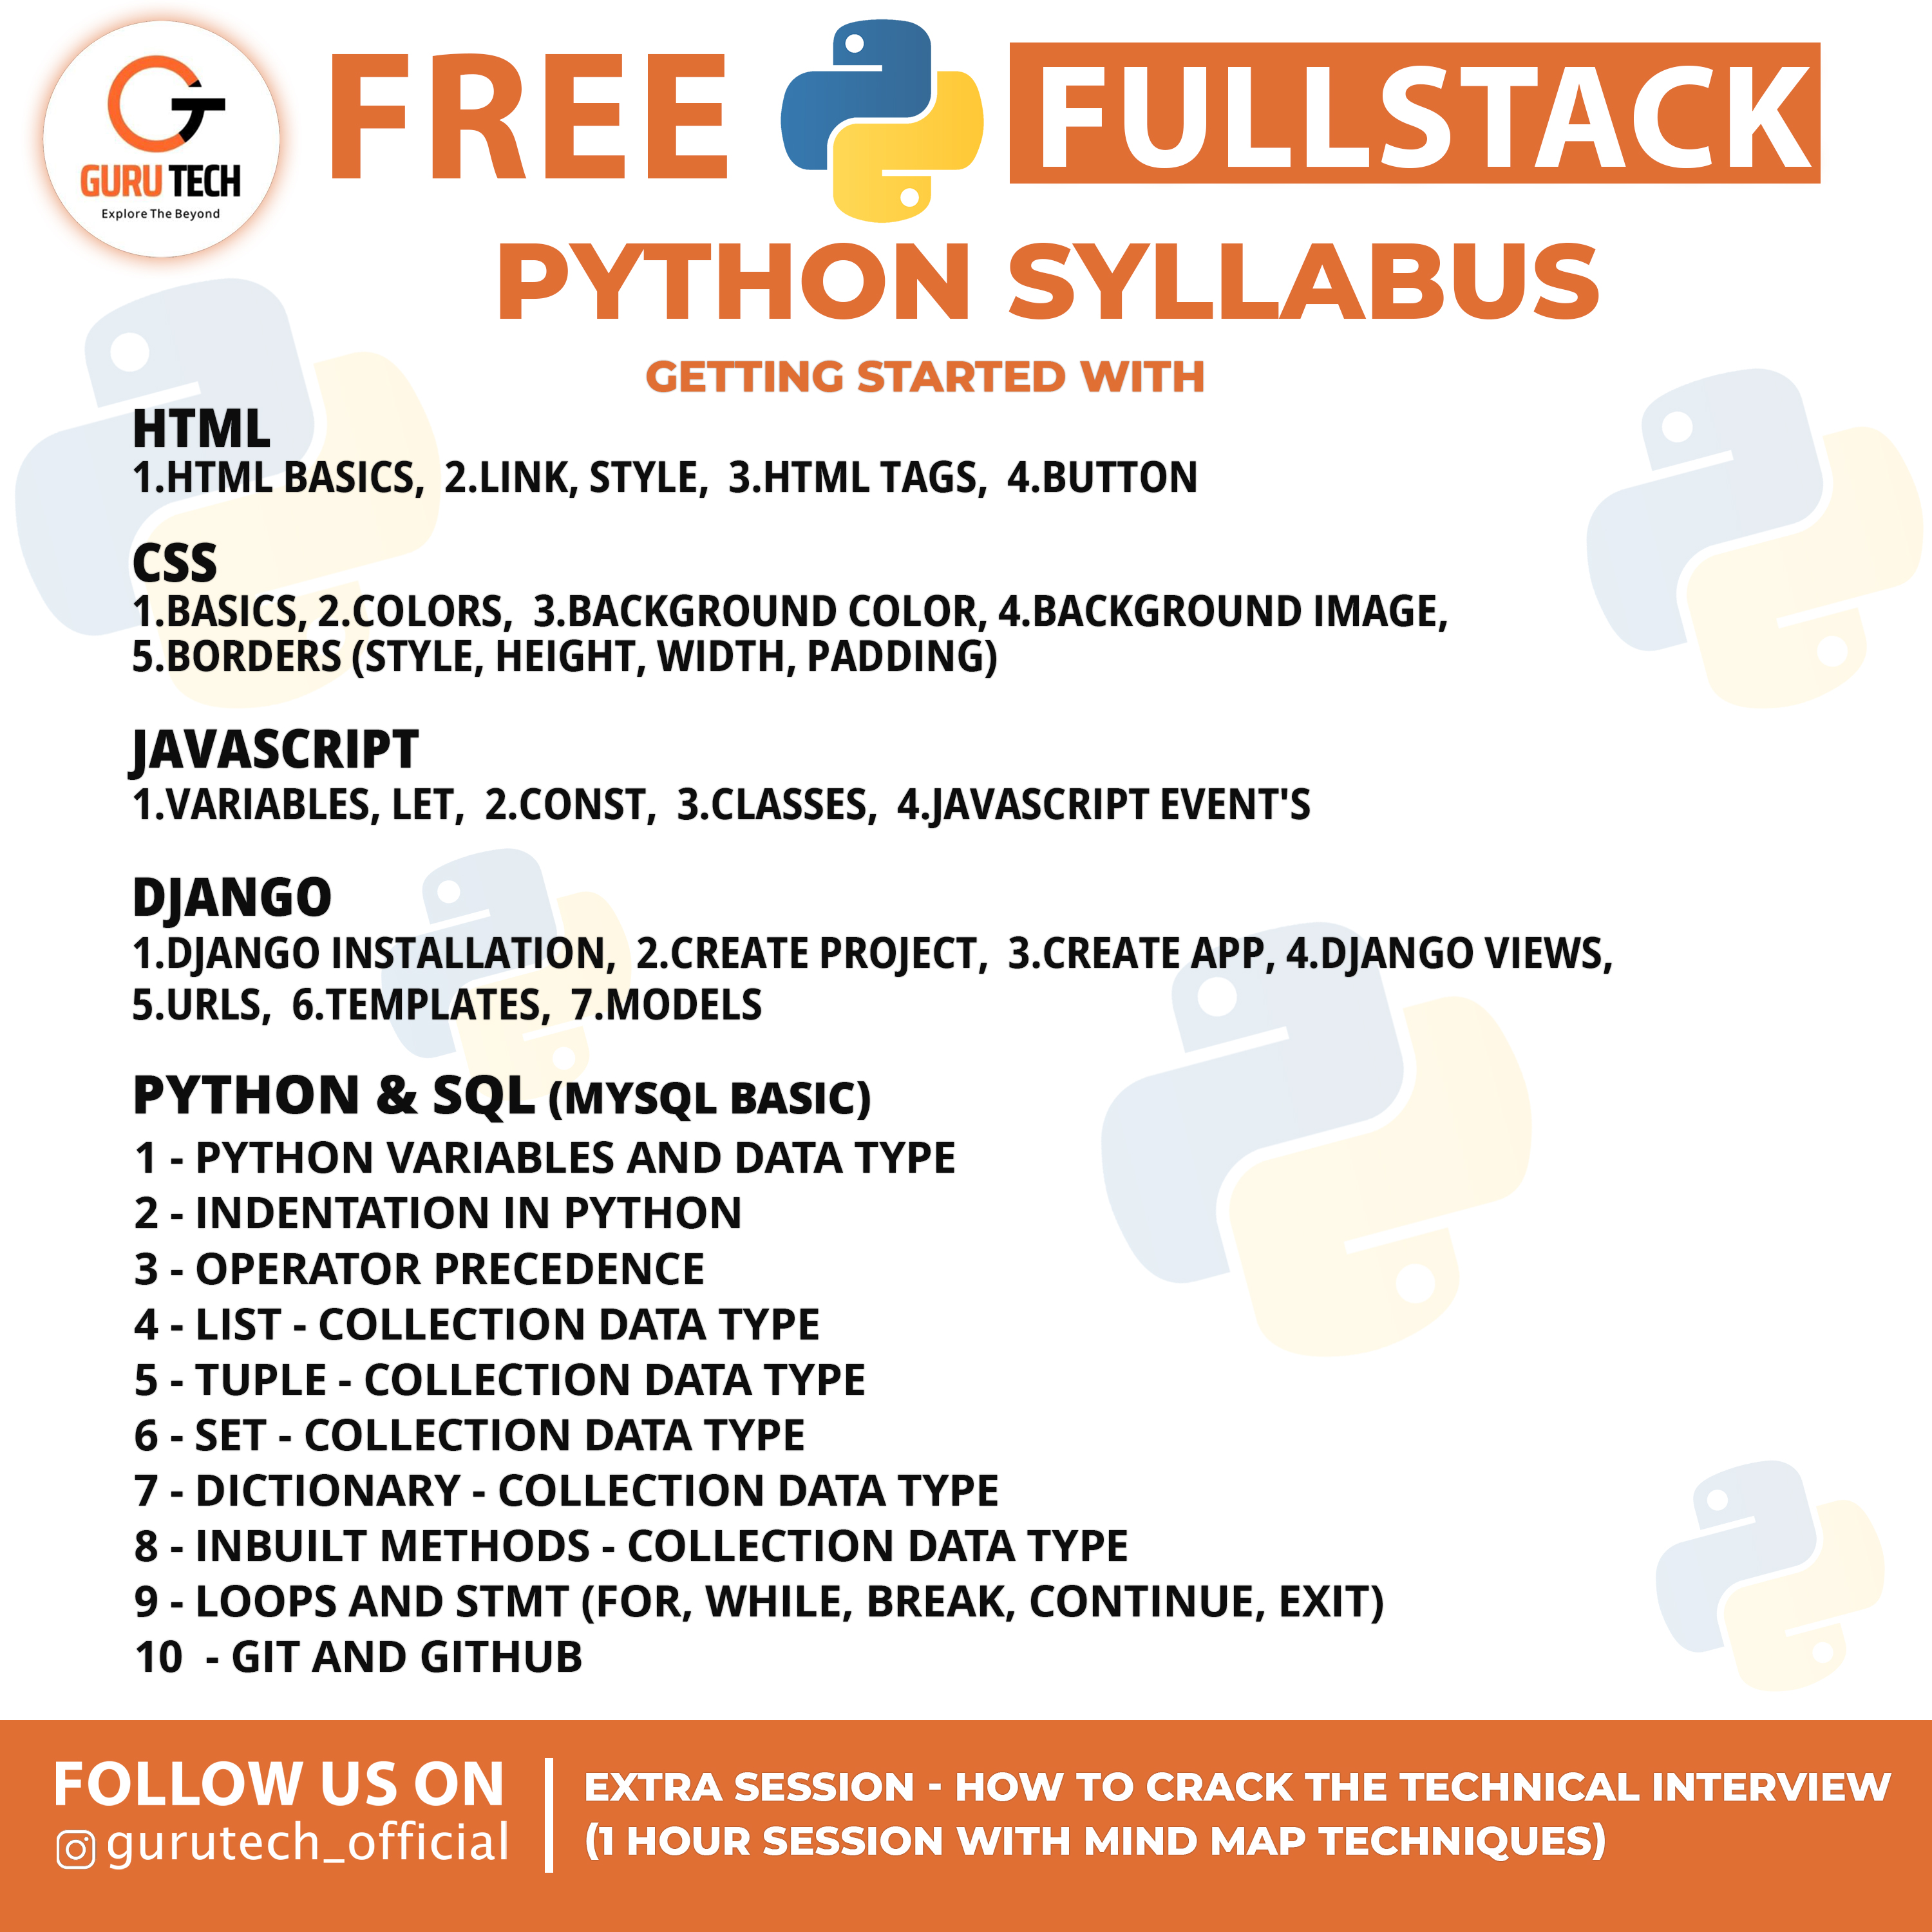 GT
GURU TECH
Explore The Beyond
FREE FULLSTACK
PYTHON SYLLABUS
GETTING STARTED WITH
HTML
1.HTML BASICS, 2.LINK, STYLE, 3.HTML TAGS, 4.BUTTON
CSS
1.BASICS, 2.COLORS, 3.BACKGROUND COLOR, 4.BACKGROUND IMAGE,
5.BORDERS (STYLE, HEIGHT, WIDTH, PADDING)
JAVASCRIPT
1.VARIABLES, LET, 2.CONST, 3.CLASSES, 4.JAVASCRIPT EVENT'S
DJANGO
1.DJANGO INSTALLATION, 2.CREATE PROJECT, 3.CREATE APP, 4.DJANGO VIEWS,
5.URLS, 6.TEMPLATES, 7.MODELS
PYTHON & SQL (MYSQL BASIC)
1 - PYTHON VARIABLES AND DATA TYPE
2 - INDENTATION IN PYTHON
3 - OPERATOR PRECEDENCE
4 - LIST - COLLECTION DATA TYPE
5 - TUPLE - COLLECTION DATA TYPE
6 - SET - COLLECTION DATA TYPE
7 - DICTIONARY - COLLECTION DATA TYPE
8 - INBUILT METHODS - COLLECTION DATA TYPE
9 - LOOPS AND STMT (FOR, WHILE, BREAK, CONTINUE, EXIT)
10 - GIT AND GITHUB
FOLLOW US ON
gurutech_official
EXTRA SESSION - HOW TO CRACK THE TECHNICAL INTERVIEW
(1 HOUR SESSION WITH MIND MAP TECHNIQUES)